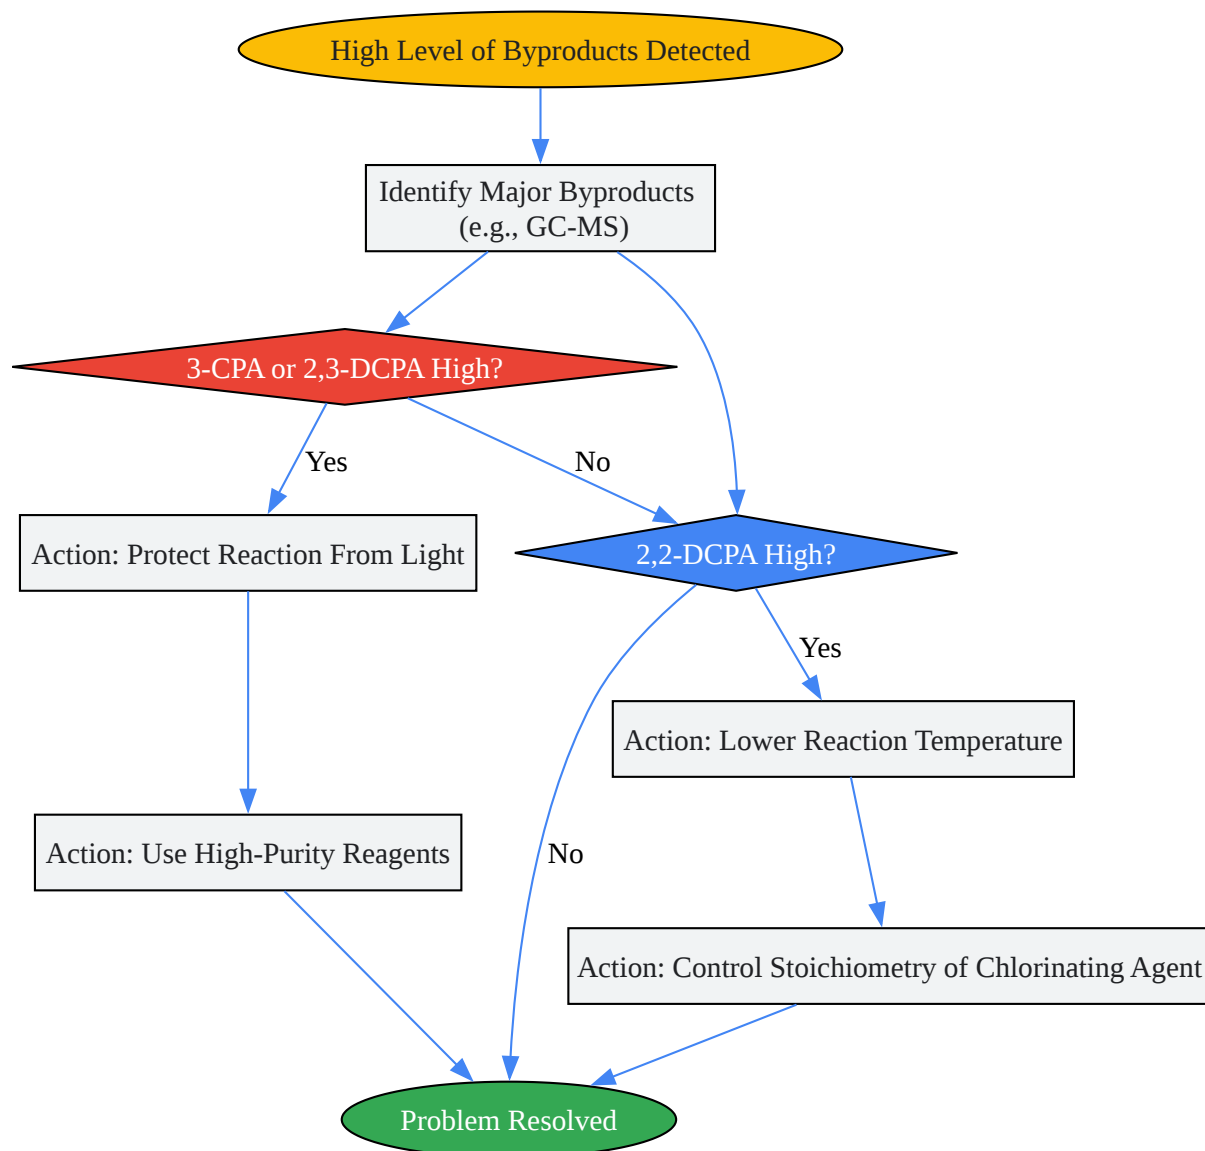 High Level of Byproducts Detected
Identify Major Byproducts
(e.g., GC-MS)
3-CPA or 2,3-DCPA High?
Yes
No
Action: Protect Reaction From Light
2,2-DCPA High?
Yes
Action: Lower Reaction Temperature
Action: Use High-Purity Reagents
No
Action: Control Stoichiometry of Chlorinating Agent
Problem Resolved